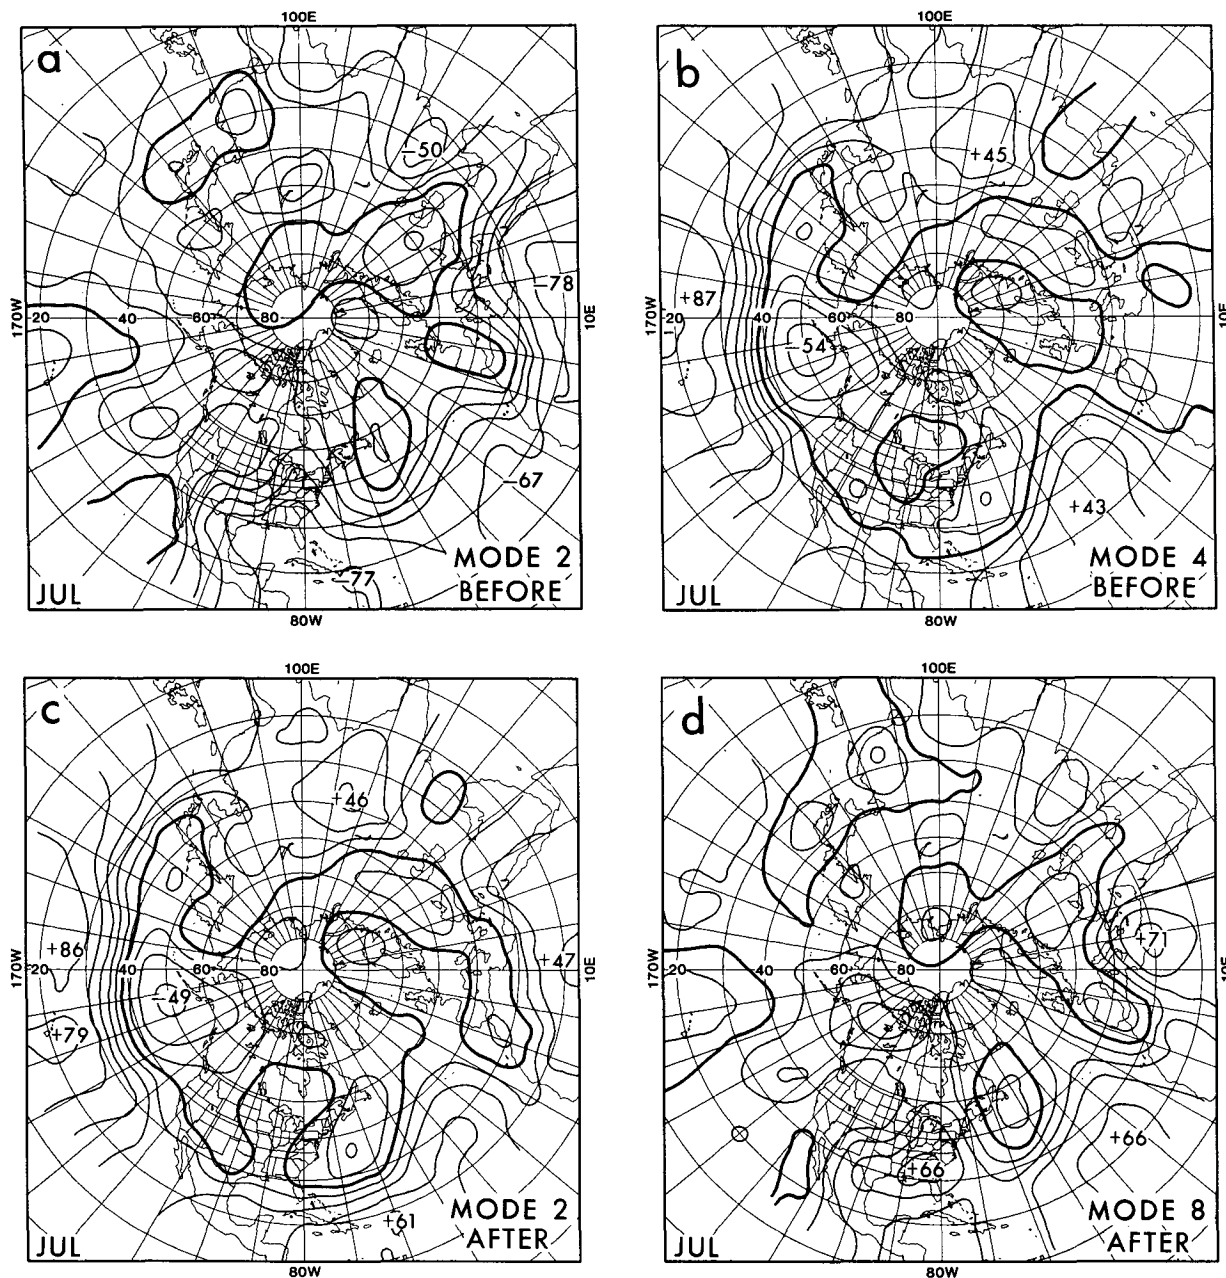 100E
a
-50
-78
170W
20
40
60
80
10E
-67
-77
MODE 2
BEFORE
JUL
80W
100E
b
+45
+87
170W
20
40
60
80
10E
-54
+43
MODE 4
BEFORE
JUL
80W
100E
c
+46
+86
+47
170W
20
40
60
80
10E
-49
+79
+61
MODE 2
AFTER
JUL
80W
100E
d
+71
170W
20
40
60
80
10E
+66
+66
MODE 8
AFTER
JUL
80W